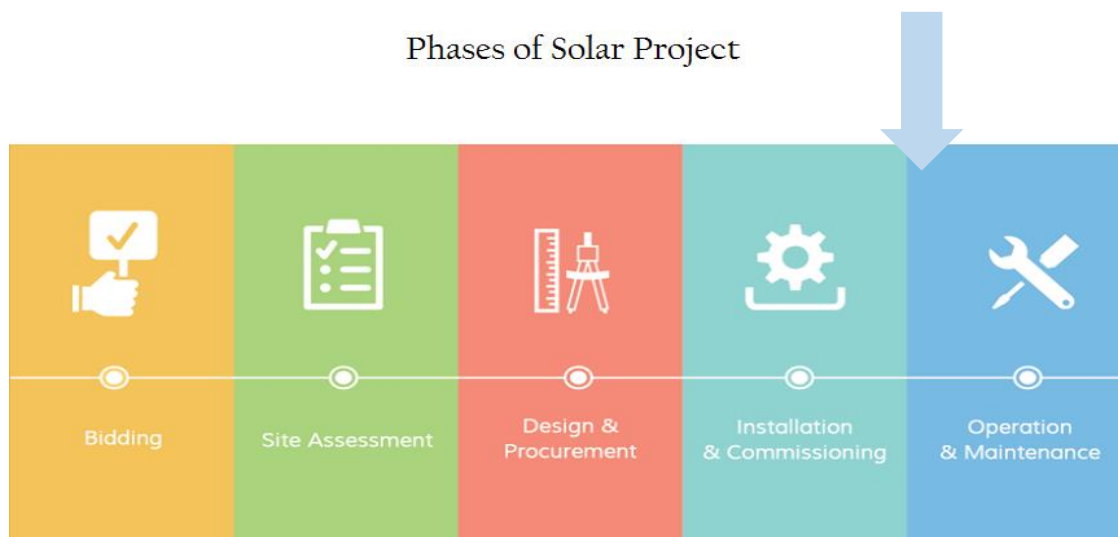 Phases of Solar Project
Bidding
Site Assessment
Design &
Procurement
Installation
& Commissioning
Operation
& Maintenance